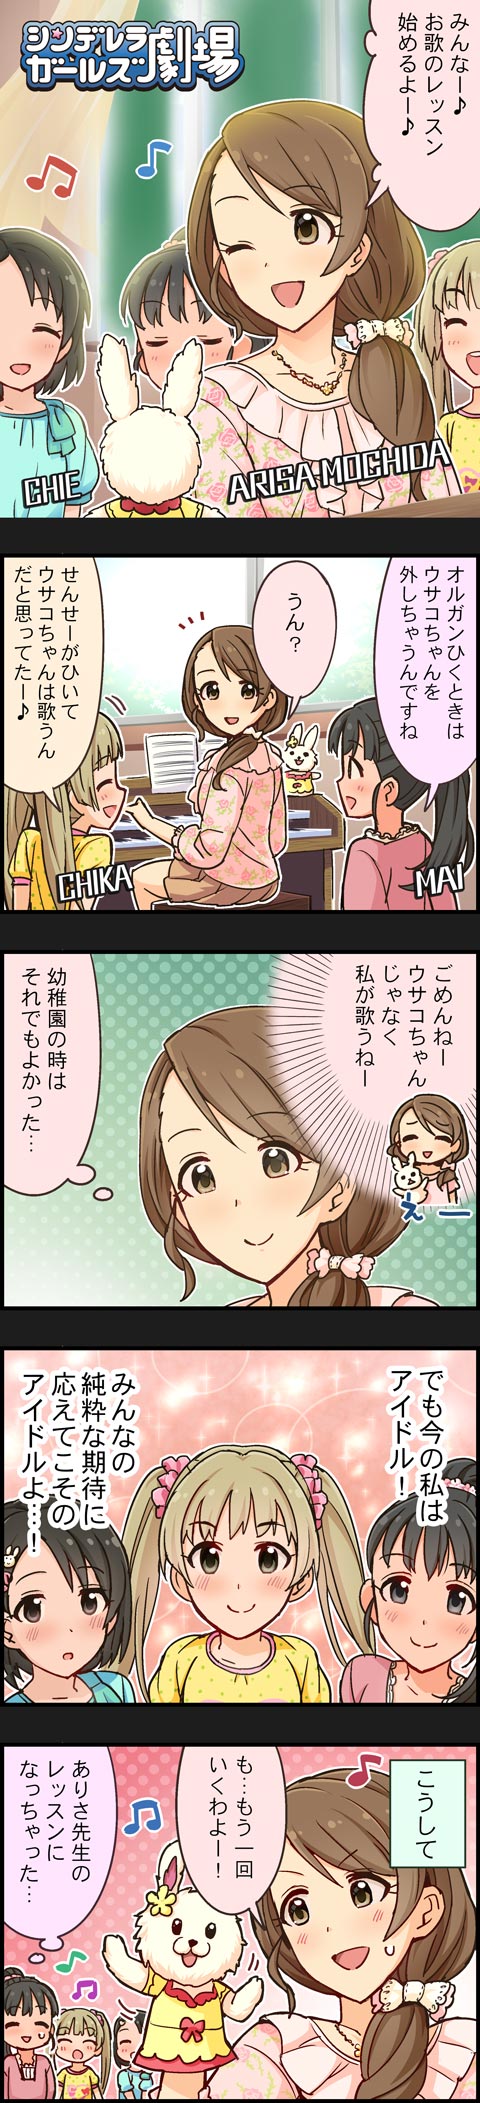 シンデレラ
ガールズ劇場
みんなー♪
お歌のレッスン
始めるよー♪
CHIE
ARISA MOCHIDA
オルガンひくときは
ウサコちゃんを
外しちゃうんですね
うん?
せんせーがひいて
ウサコちゃんは歌うん
だと思ってたー♪
CHIKA
MAI
ごめんねー
ウサコちゃん
じゃなく
私が歌うねー
えー
幼稚園の時は
それでもよかった…
でも今の私は
アイドル!
みんなの
純粋な期待に
応えてこその
アイドルよ…!
こうして
も…もう一回
いくわよー!
ありさ先生の
レッスンに
なっちゃった…